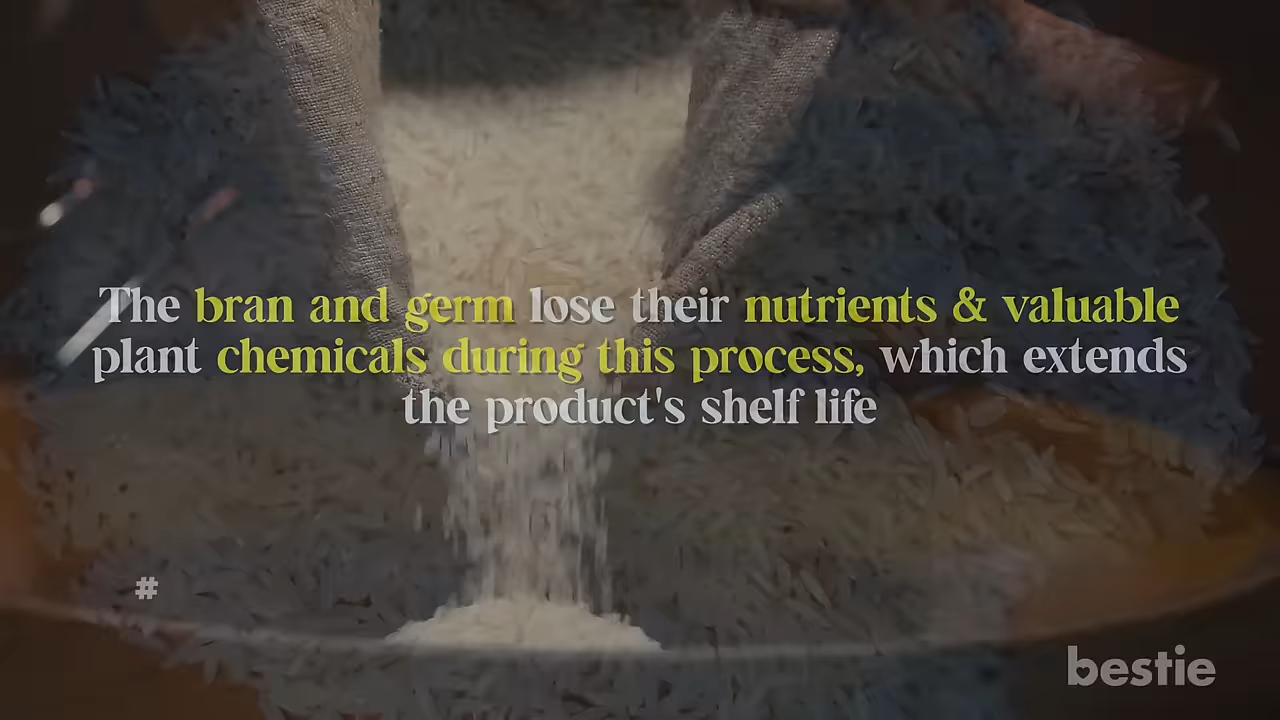 The bran and germ lose their nutrients & valuable
plant chemicals during this process, which extends
the product's shelf life
#
bestie